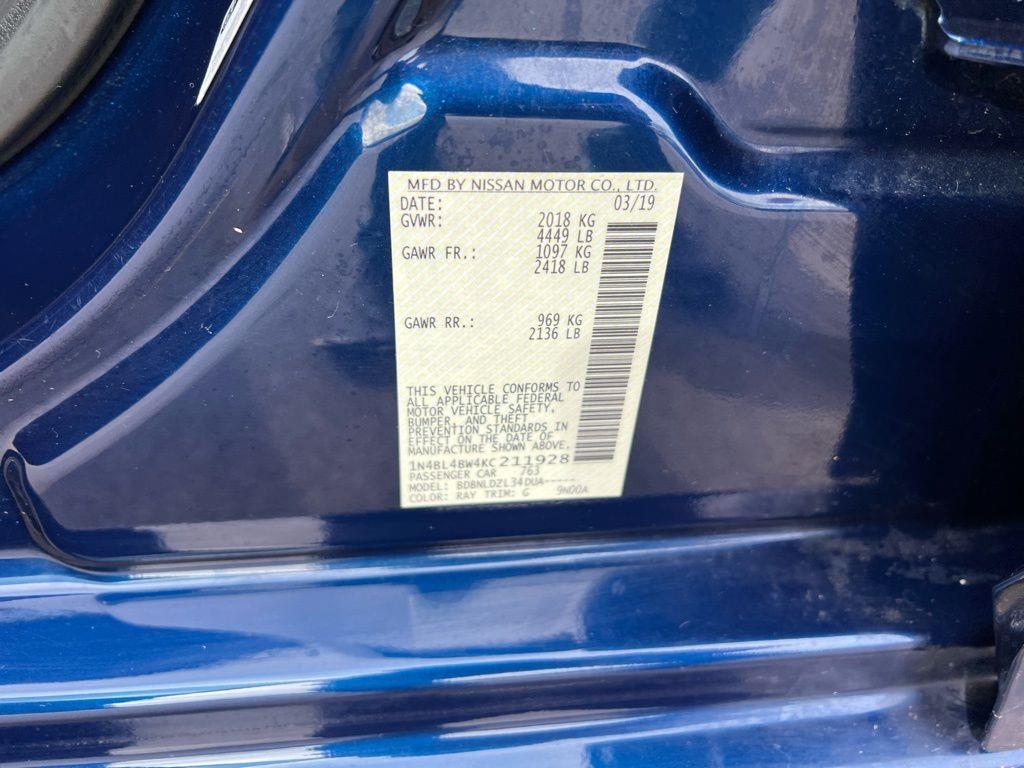 MFD BY NISSAN MOTOR CO., LTD.
DATE: 03/19
GVWR: 2018 KG
4449 LB
GAWR FR.: 1097 KG
2418 LB
GAWR RR.: 969 KG
2136 LB
THIS VEHICLE CONFORMS TO
ALL APPLICABLE FEDERAL
MOTOR VEHICLE SAFETY,
BUMPER, AND THEFT
PREVENTION STANDARDS IN
EFFECT ON THE DATE OF
MANUFACTURE SHOWN ABOVE.
1N4BL4BW4KC211928
PASSENGER CAR 763
MODEL: BDBNLDZL34DUA-----
COLOR: RAY TRIM: G 9N00A